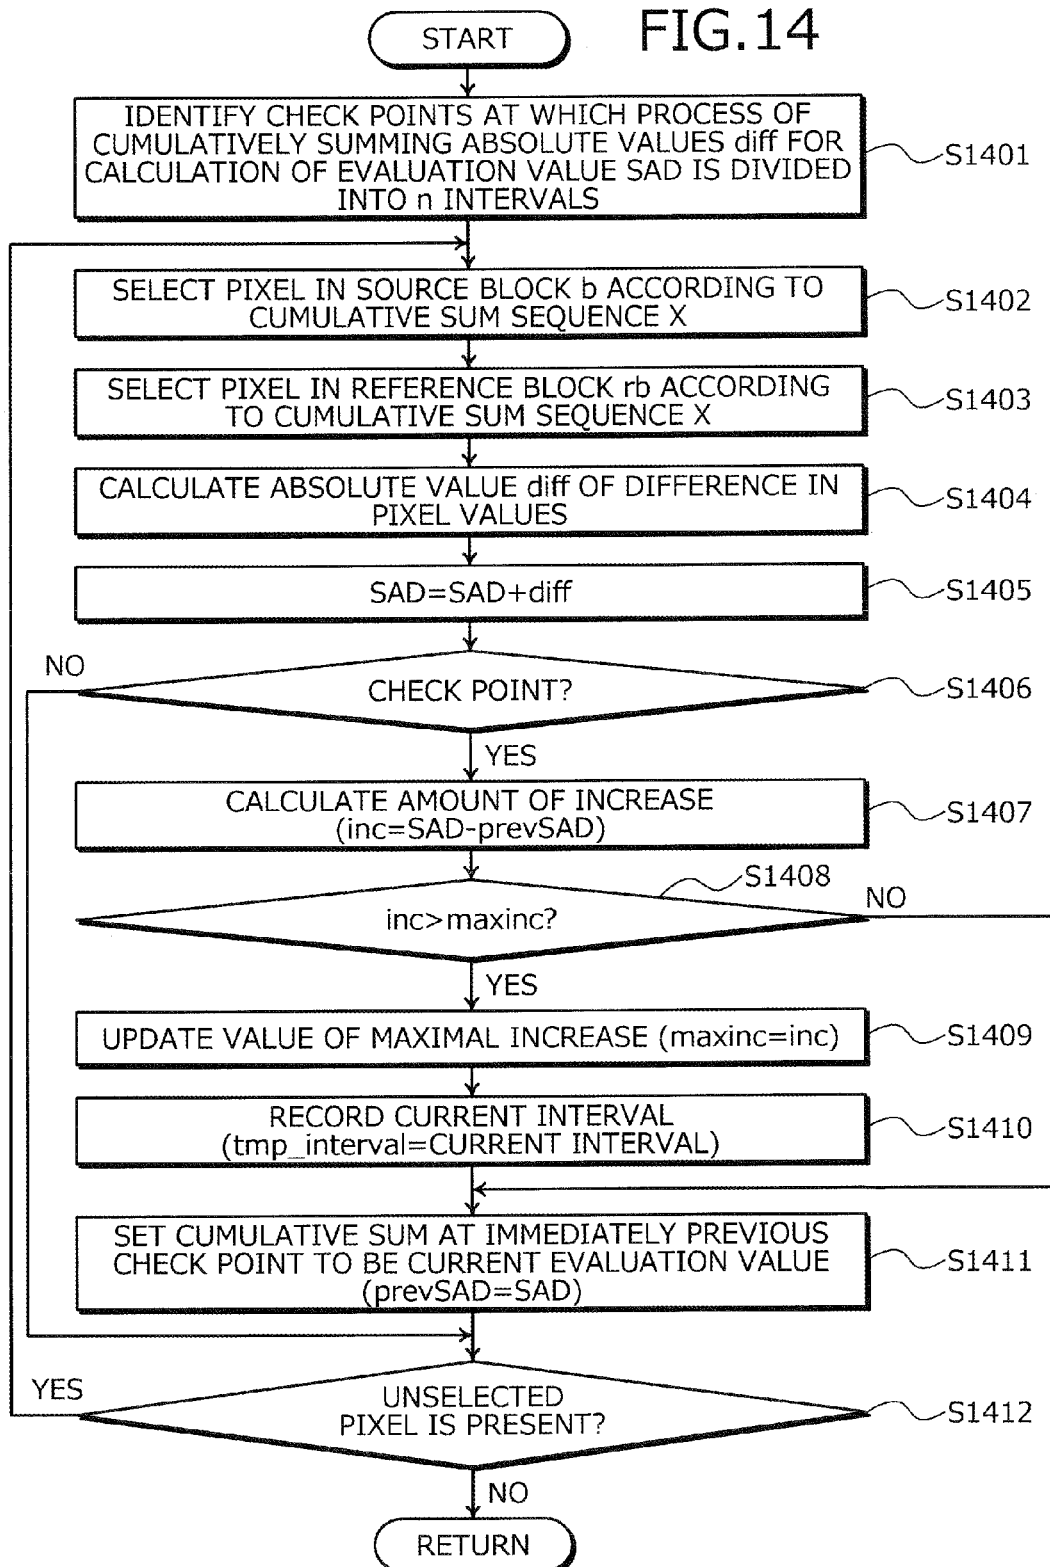 START
FIG.14
IDENTIFY CHECK POINTS AT WHICH PROCESS OF
CUMULATIVELY SUMMING ABSOLUTE VALUES diff FOR
CALCULATION OF EVALUATION VALUE SAD IS DIVIDED
INTO n INTERVALS
S1401
SELECT PIXEL IN SOURCE BLOCK b ACCORDING TO
CUMULATIVE SUM SEQUENCE X
S1402
SELECT PIXEL IN REFERENCE BLOCK rb ACCORDING
TO CUMULATIVE SUM SEQUENCE X
S1403
CALCULATE ABSOLUTE VALUE diff OF DIFFERENCE IN
PIXEL VALUES
S1404
SAD=SAD+diff
S1405
NO
CHECK POINT?
S1406
YES
CALCULATE AMOUNT OF INCREASE
(inc=SAD-prevSAD)
S1407
S1408
inc>maxinc?
NO
YES
UPDATE VALUE OF MAXIMAL INCREASE (maxinc=inc)
S1409
RECORD CURRENT INTERVAL
(tmp_interval=CURRENT INTERVAL)
S1410
SET CUMULATIVE SUM AT IMMEDIATELY PREVIOUS
CHECK POINT TO BE CURRENT EVALUATION VALUE
(prevSAD=SAD)
S1411
YES
UNSELECTED
PIXEL IS PRESENT?
S1412
NO
RETURN